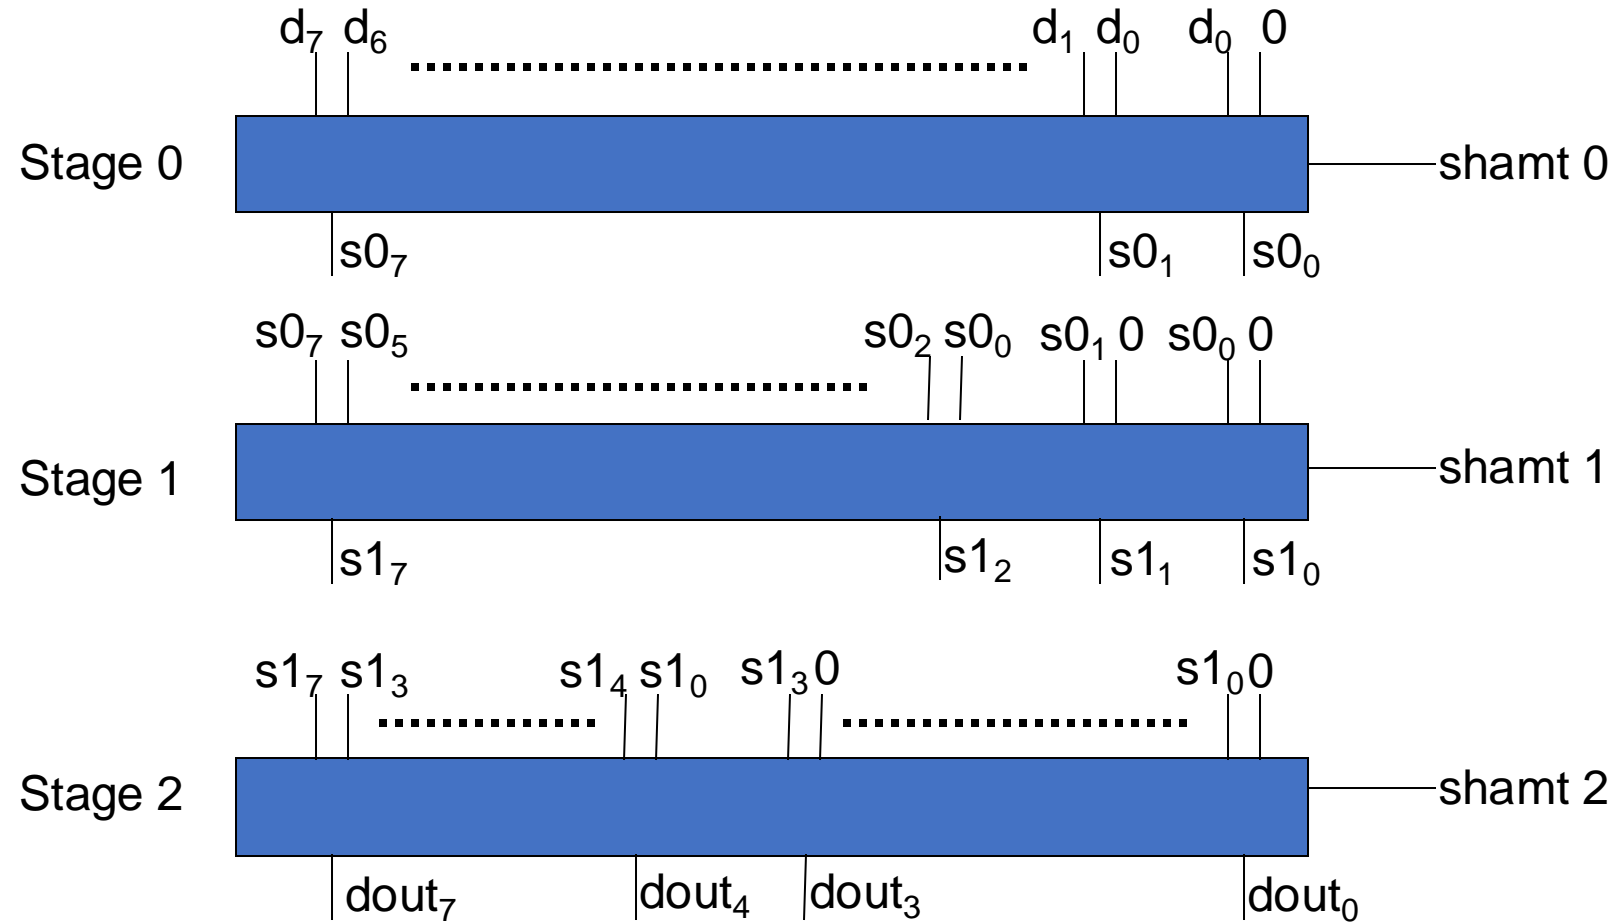 d₇ d₆ d₁ d₀ d₀ 0
Stage 0 shamt 0
s0₇ s0₁ s0₀
s0₇ s0₅ s0₂ s0₀ s0₁ 0 s0₀ 0
Stage 1 shamt 1
s1₇ s1₂ s1₁ s1₀
s1₇ s1₃ s1₄ s1₀ s1₃ 0 s1₀ 0
Stage 2 shamt 2
dout₇ dout₄ dout₃ dout₀